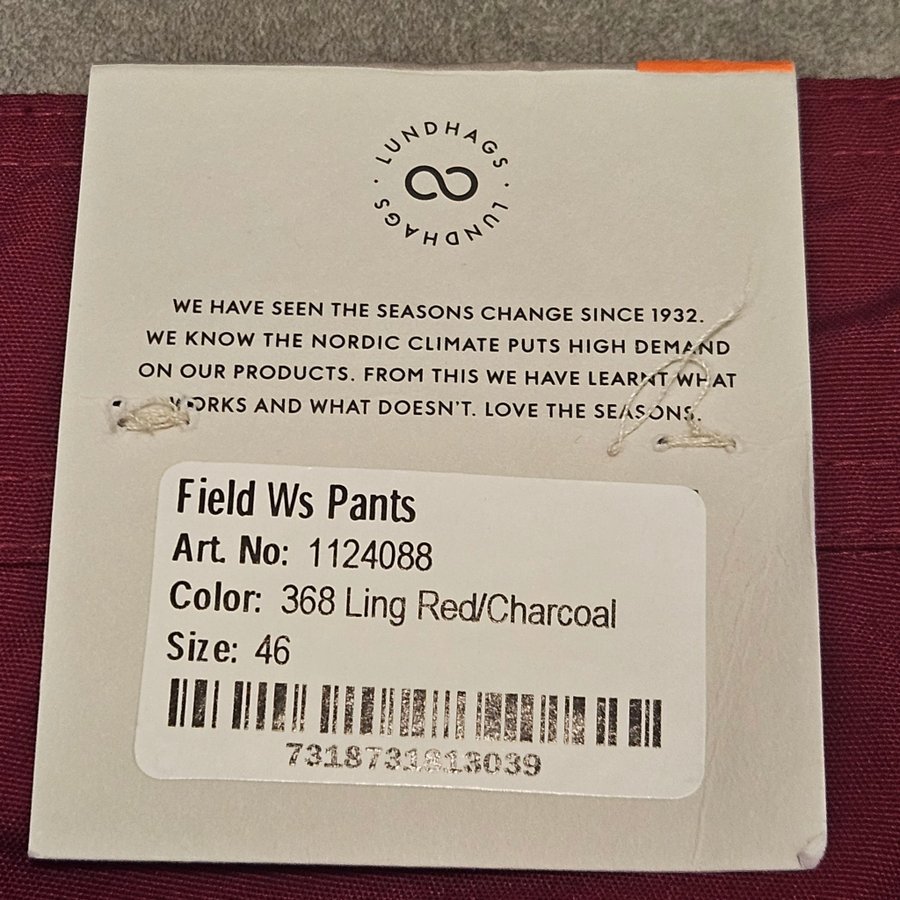 LUNDHAGS · LUNDHAGS ·
WE HAVE SEEN THE SEASONS CHANGE SINCE 1932.
WE KNOW THE NORDIC CLIMATE PUTS HIGH DEMAND
ON OUR PRODUCTS. FROM THIS WE HAVE LEARNT WHAT
WORKS AND WHAT DOESN'T. LOVE THE SEASONS.
Field Ws Pants
Art. No: 1124088
Color: 368 Ling Red/Charcoal
Size: 46
7318731813039